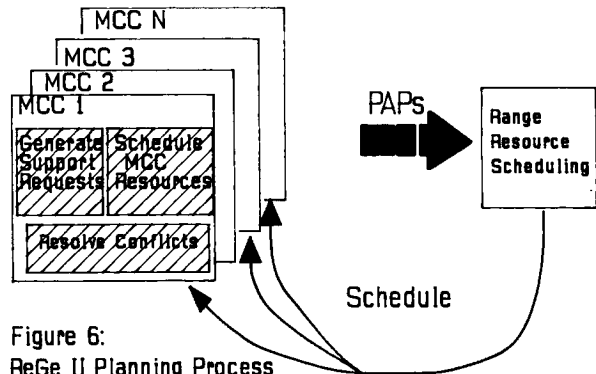 MCC N
MCC 3
MCC 2
MCC 1
Generate
Support
Requests
Schedule
MCC
Resources
Resolve Conflicts
PAPs
Range
Resource
Scheduling
Schedule
Figure 6:
ReGe II Planning Process